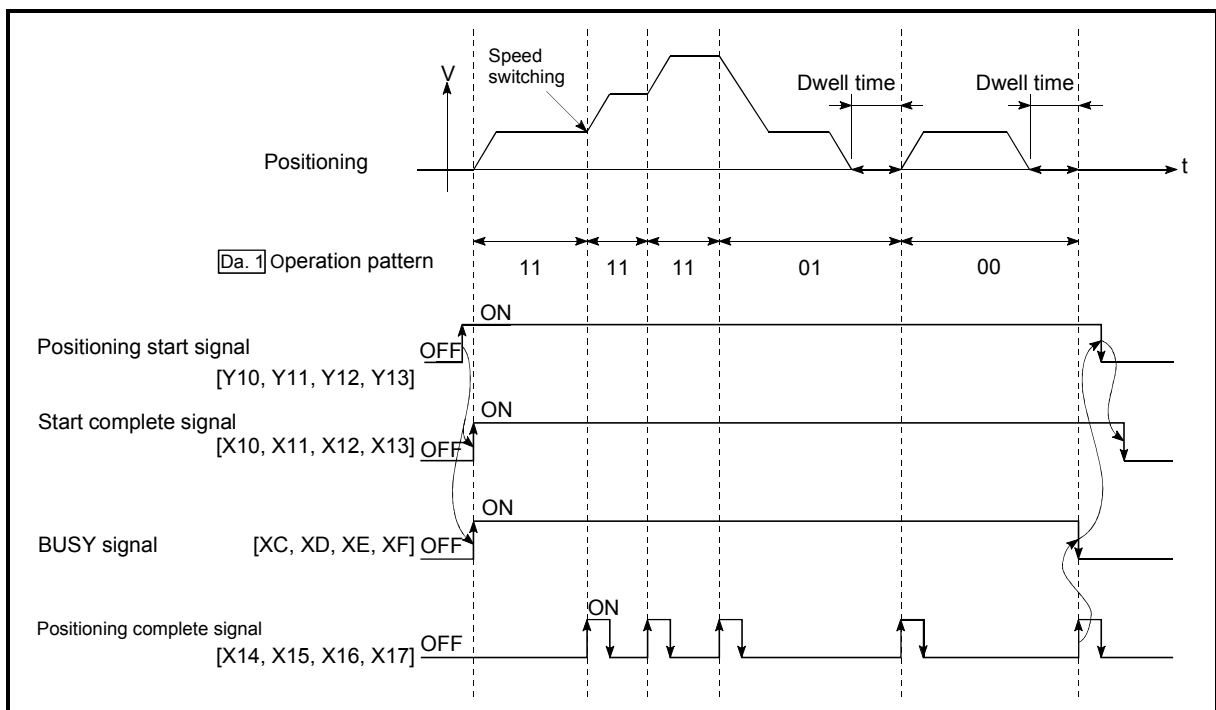 Speed
switching
V
Dwell time
Dwell time
Positioning
t
Da. 1 Operation pattern
11
11
11
01
00
ON
Positioning start signal
OFF
[Y10, Y11, Y12, Y13]
ON
Start complete signal
[X10, X11, X12, X13]
OFF
ON
BUSY signal
[XC, XD, XE, XF]
OFF
ON
Positioning complete signal
OFF
[X14, X15, X16, X17]